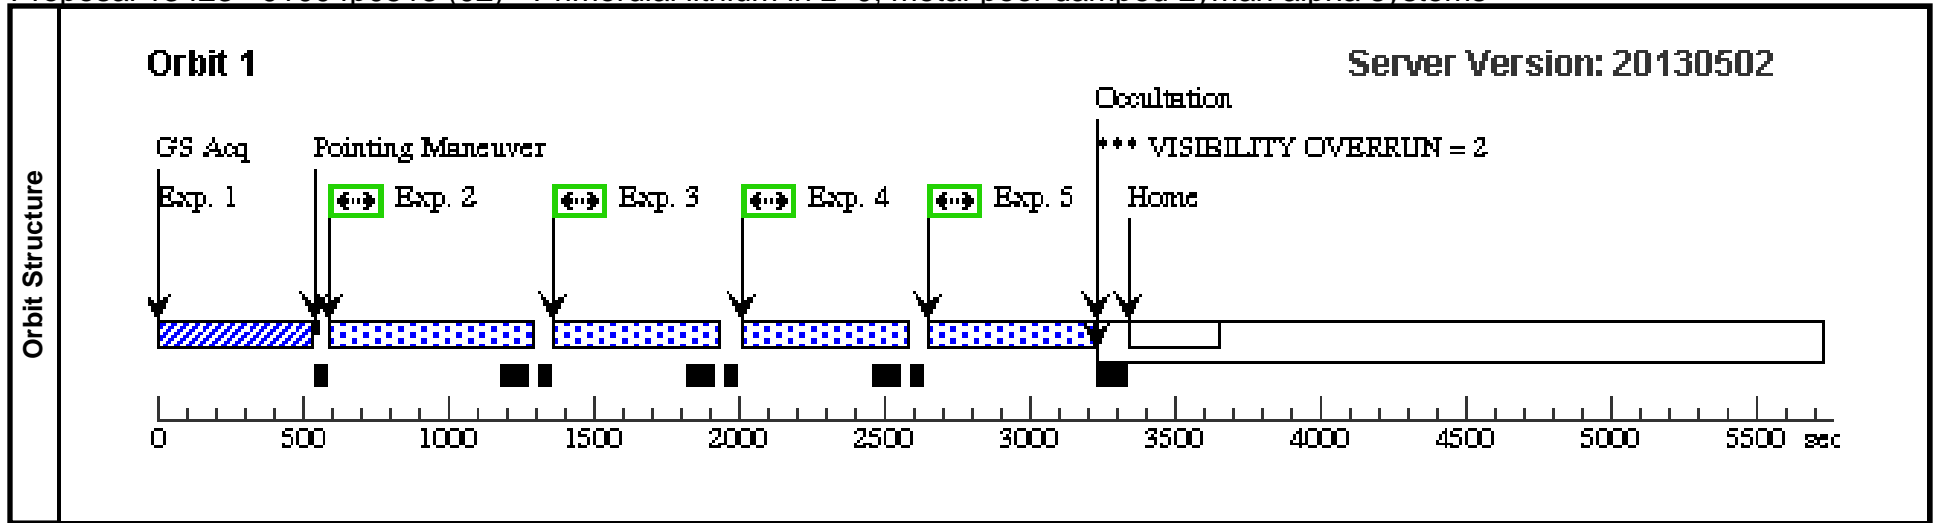 Orbit 1
Server Version: 20130502
Occultation
GS Acq Pointing Maneuver *** VISIBILITY OVERRUN = 2
Exp. 1 Exp. 2 Exp. 3 Exp. 4 Exp. 5 Home
Orbit Structure
0 500 1000 1500 2000 2500 3000 3500 4000 4500 5000 5500 sec